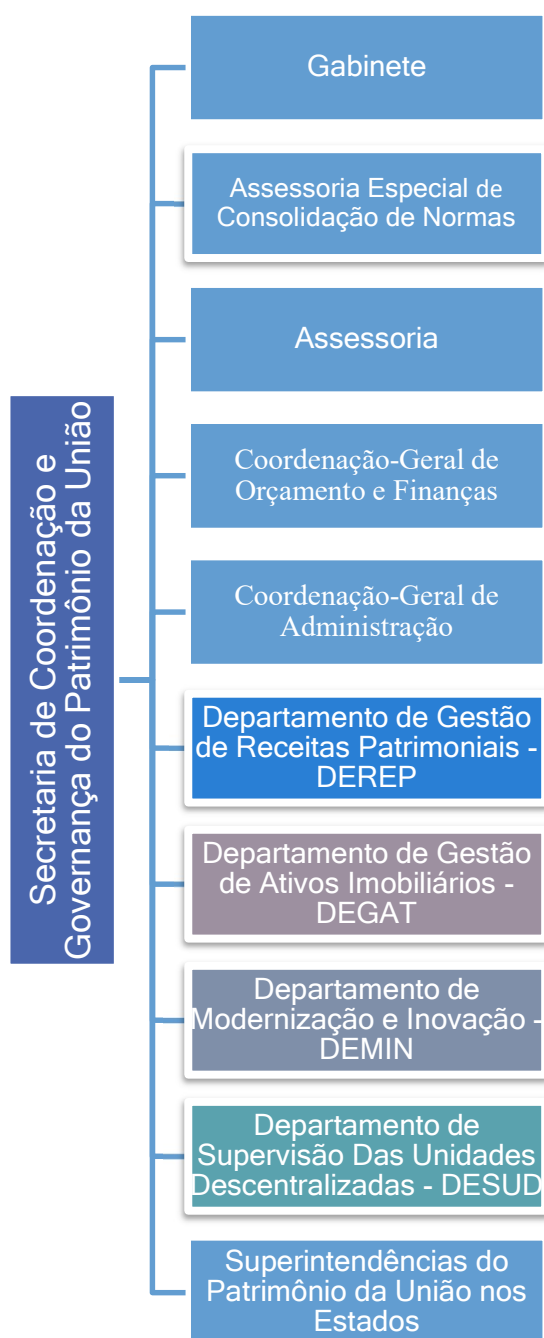 Secretaria de Coordenação e
Governança do Patrimônio da União
Gabinete
Assessoria Especial de
Consolidação de Normas
Assessoria
Coordenação-Geral de
Orçamento e Finanças
Coordenação-Geral de
Administração
Departamento de Gestão
de Receitas Patrimoniais -
DEREP
Departamento de Gestão
de Ativos Imobiliários -
DEGAT
Departamento de
Modernização e Inovação -
DEMIN
Departamento de
Supervisão Das Unidades
Descentralizadas - DESUD
Superintendências do
Patrimônio da União nos
Estados